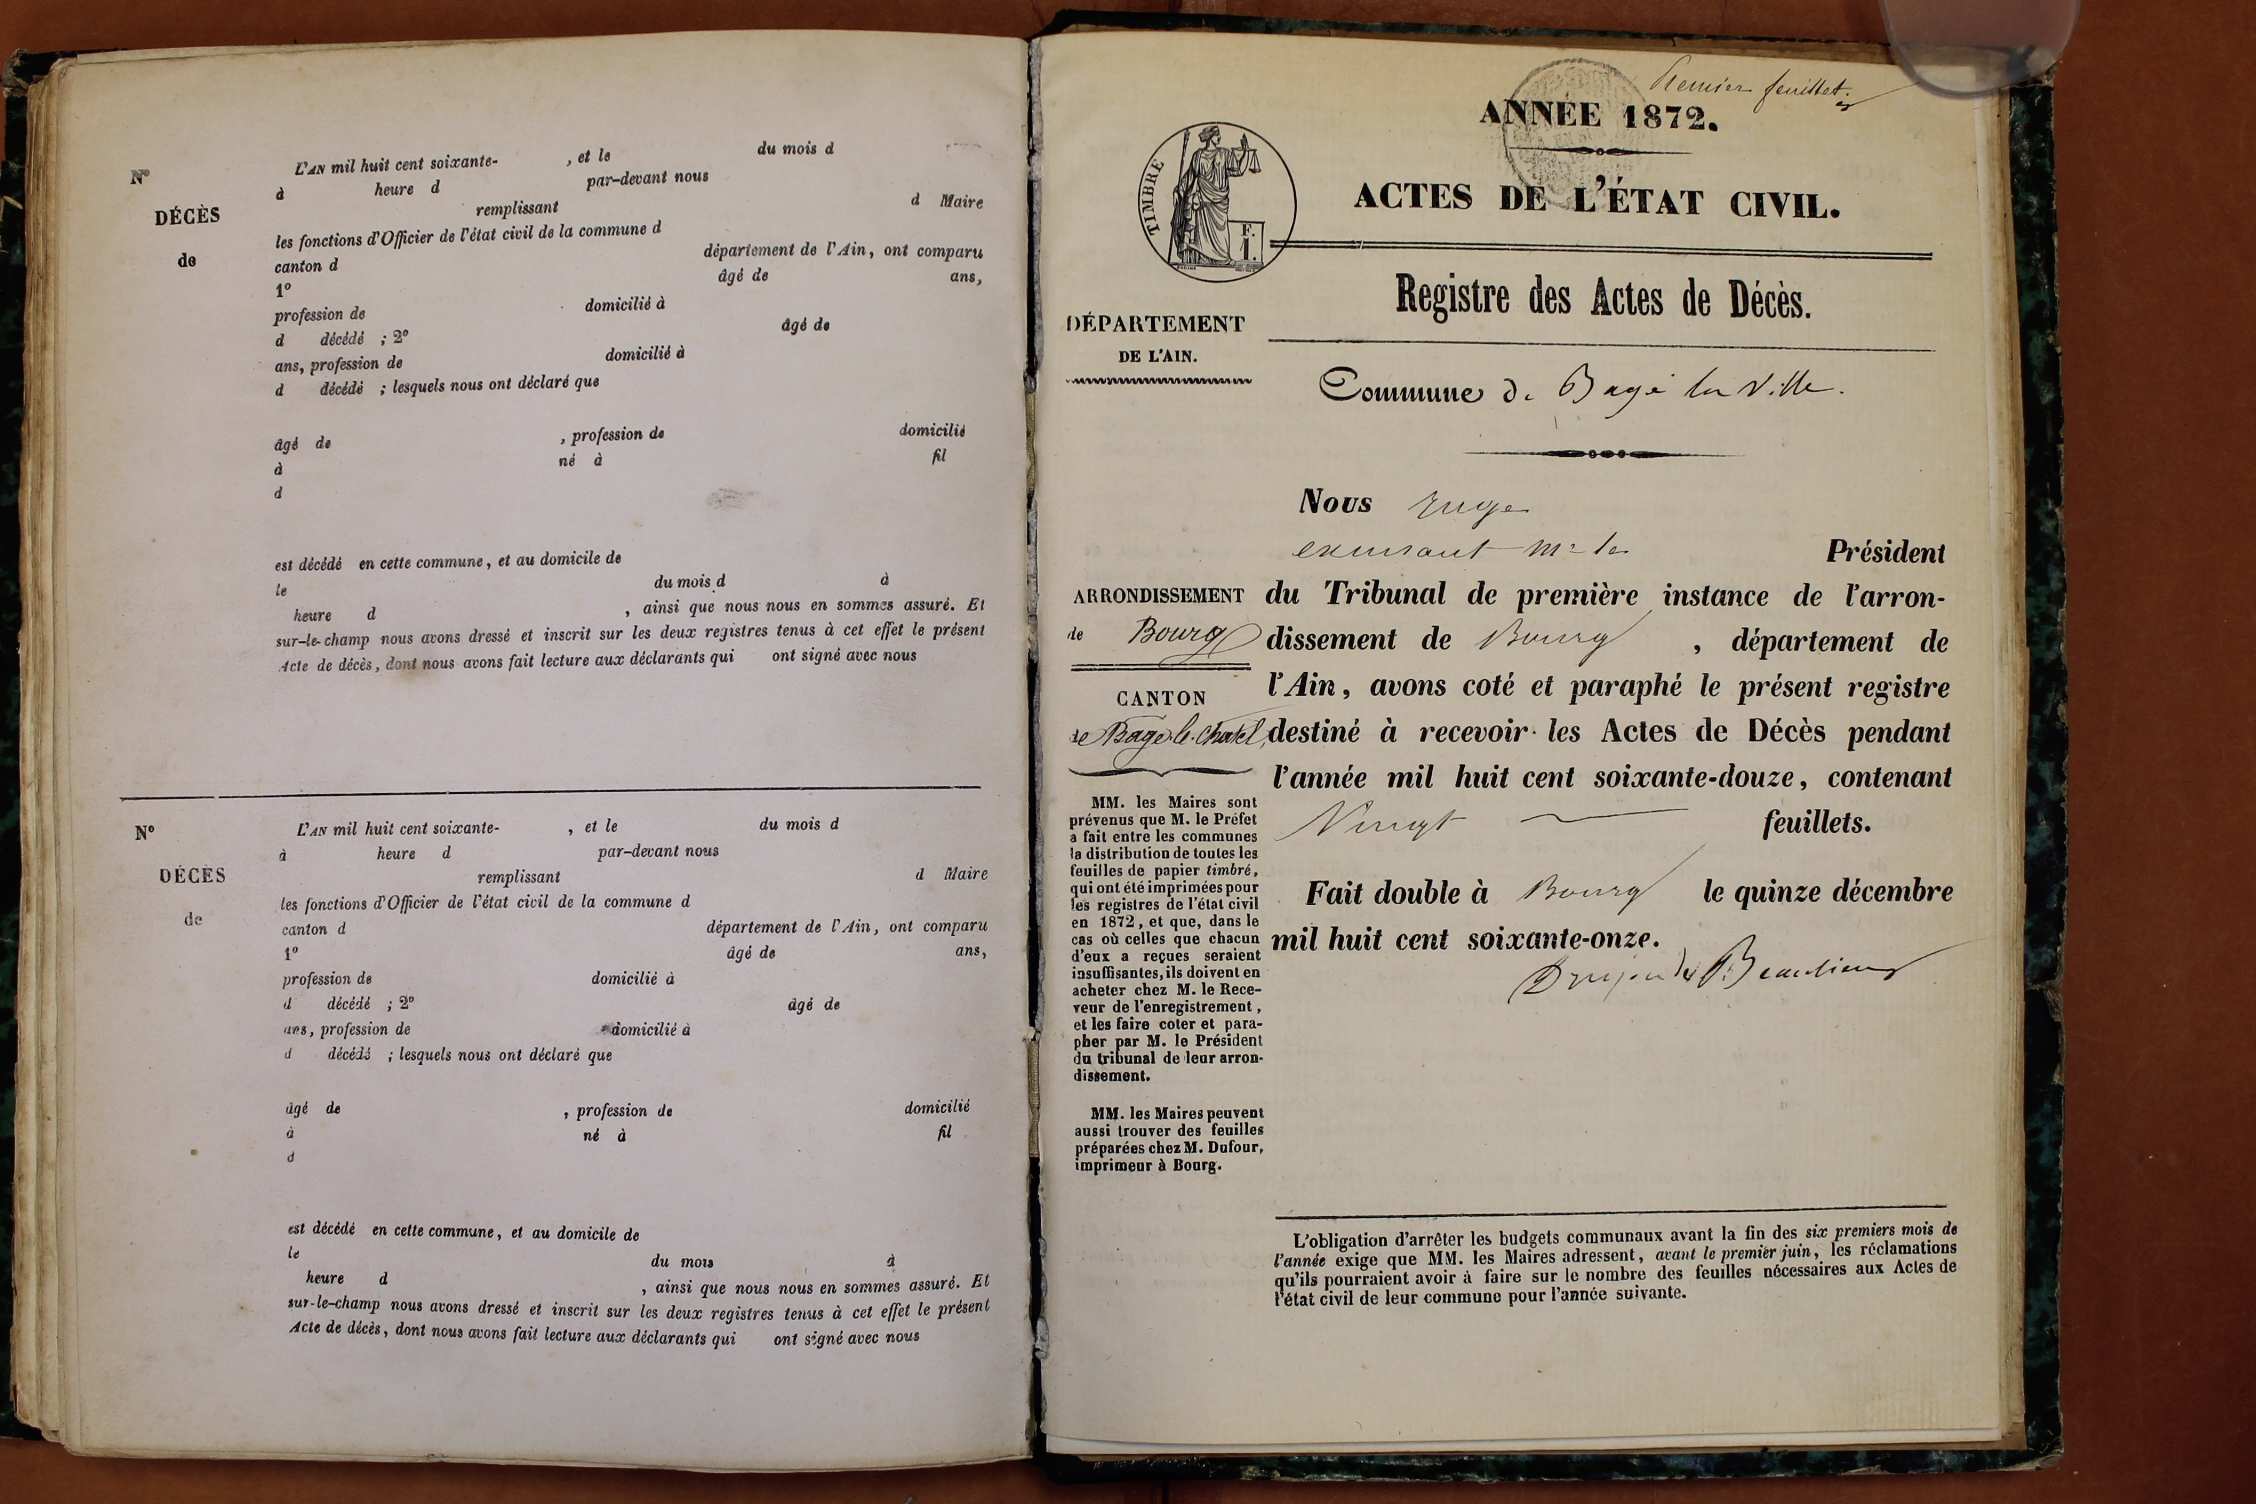 N°
DÉCÈS
de
L'AN mil huit cent soixante- , et le du mois d
à heure d par-devant nous
remplissant d Maire
les fonctions d'Officier de l'état civil de la commune d
canton d département de l'Ain, ont comparu
1° âgé de ans,
profession de domicilié à
d décédé ; 2° âgé de
ans, profession de domicilié à
d décédé ; lesquels nous ont déclaré que
âgé de , profession de domicilié
à né à fil
d
est décédé en cette commune, et au domicile de
le du mois d à
heure d , ainsi que nous nous en sommes assuré. Et
sur-le-champ nous avons dressé et inscrit sur les deux registres tenus à cet effet le présent
Acte de décès, dont nous avons fait lecture aux déclarants qui ont signé avec nous
N°
DÉCÈS
de
L'AN mil huit cent soixante- , et le du mois d
à heure d par-devant nous
remplissant d Maire
les fonctions d'Officier de l'état civil de la commune d
canton d département de l'Ain, ont comparu
1° âgé de ans,
profession de domicilié à
d décédé ; 2° âgé de
ans, profession de domicilié à
d décédé ; lesquels nous ont déclaré que
âgé de , profession de domicilié
à né à fil
d
est décédé en cette commune, et au domicile de
le du mois à
heure d , ainsi que nous nous en sommes assuré. Et
sur-le-champ nous avons dressé et inscrit sur les deux registres tenus à cet effet le présent
Acte de décès, dont nous avons fait lecture aux déclarants qui ont signé avec nous
Premier feuillet.
ANNÉE 1872.
TIMBRE
F.
1.
ACTES DE L'ÉTAT CIVIL.
Registre des Actes de Décès.
DÉPARTEMENT
DE L'AIN.
Commune de Bagé la Ville.
Nous Juge
Mr le Président
du Tribunal de première instance de l'arron-
dissement de Bourg , département de
l'Ain, avons coté et paraphé le présent registre
destiné à recevoir les Actes de Décès pendant
l'année mil huit cent soixante-douze, contenant
Vingt feuillets.
Fait double à Bourg le quinze décembre
mil huit cent soixante-onze.
de Beaulieu
ARRONDISSEMENT
de Bourg
CANTON
de Bagé-le-Chatel,
MM. les Maires sont
prévenus que M. le Préfet
a fait entre les communes
la distribution de toutes les
feuilles de papier timbré,
qui ont été imprimées pour
les registres de l'état civil
en 1872, et que, dans le
cas où celles que chacun
d'eux a reçues seraient
insuffisantes, ils doivent en
acheter chez M. le Rece-
veur de l'enregistrement,
et les faire coter et para-
pher par M. le Président
du tribunal de leur arron-
dissement.
MM. les Maires peuvent
aussi trouver des feuilles
préparées chez M. Dufour,
imprimeur à Bourg.
L'obligation d'arrêter les budgets communaux avant la fin des six premiers mois de
l'année exige que MM. les Maires adressent, avant le premier juin, les réclamations
qu'ils pourraient avoir à faire sur le nombre des feuilles nécessaires aux Actes de
l'état civil de leur commune pour l'année suivante.